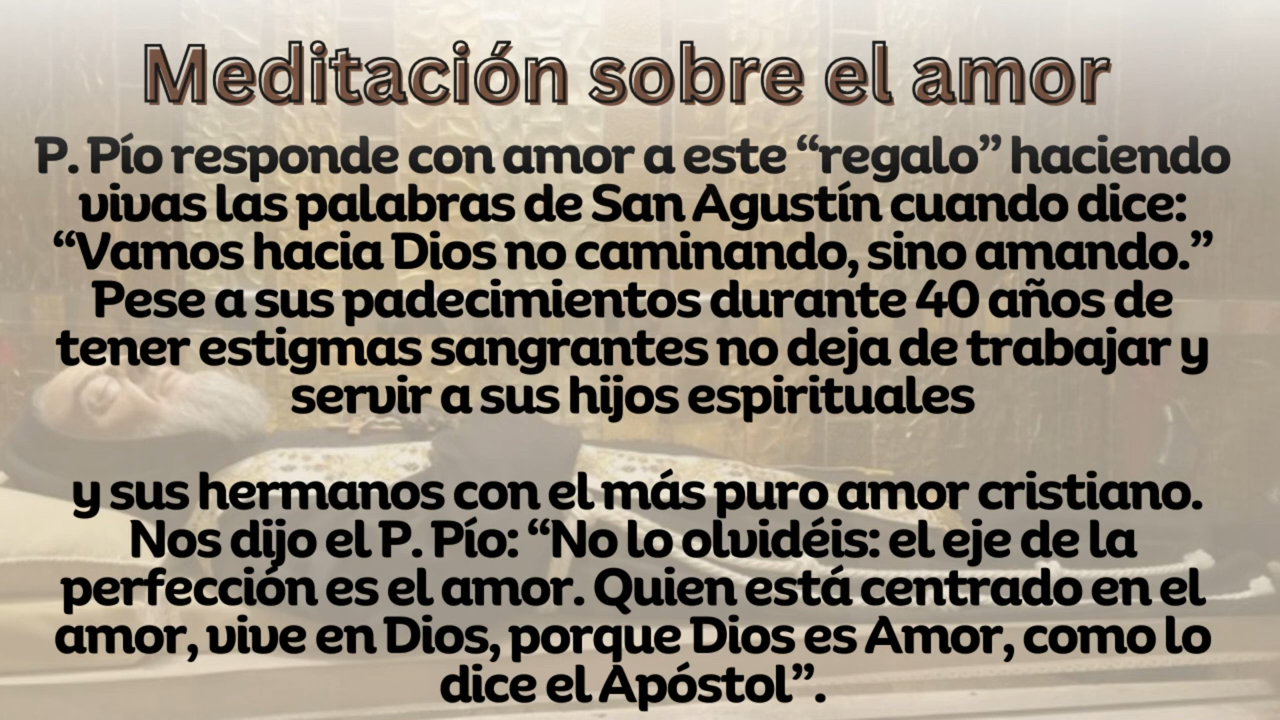 Meditación sobre el amor
P. Pío responde con amor a este “regalo” haciendo
vivas las palabras de San Agustín cuando dice:
“Vamos hacia Dios no caminando, sino amando.”
Pese a sus padecimientos durante 40 años de
tener estigmas sangrantes no deja de trabajar y
servir a sus hijos espirituales
y sus hermanos con el más puro amor cristiano.
Nos dijo el P. Pío: “No lo olvidéis: el eje de la
perfección es el amor. Quien está centrado en el
amor, vive en Dios, porque Dios es Amor, como lo
dice el Apóstol”.